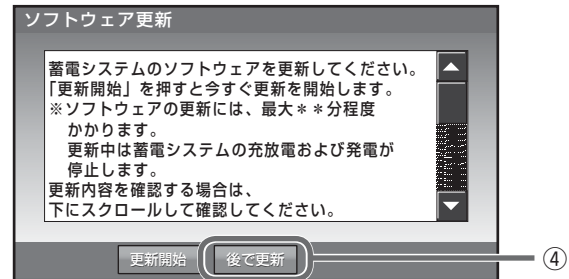 ソフトウェア更新
蓄電システムのソフトウェアを更新してください。
「更新開始」を押すと今すぐ更新を開始します。
※ソフトウェアの更新には、最大＊＊分程度
かかります。
更新中は蓄電システムの充放電および発電が
停止します。
更新内容を確認する場合は、
下にスクロールして確認してください。
更新開始 後で更新 ④